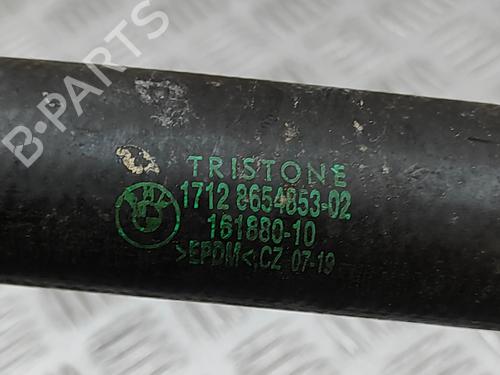 B-PARTS
TRISTONE
1712 8654853-02
161880-10
>EPDM< CZ 07-19